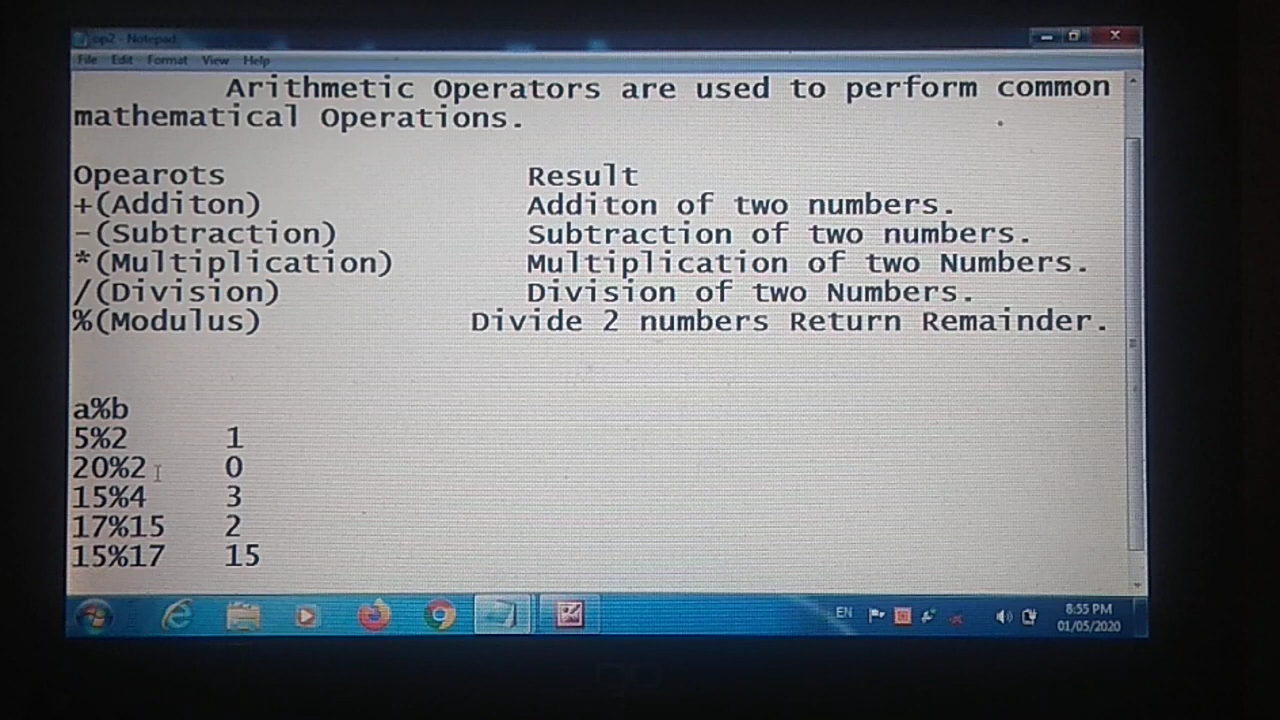 op2 - Notepad
File Edit Format View Help
Arithmetic Operators are used to perform common
mathematical Operations.
Opearots Result
+(Additon) Additon of two numbers.
-(Subtraction) Subtraction of two numbers.
*(Multiplication) Multiplication of two Numbers.
/(Division) Division of two Numbers.
%(Modulus) Divide 2 numbers Return Remainder.
a%b
5%2 1
20%2 0
15%4 3
17%15 2
15%17 15
EN 8:55 PM
01/05/2020